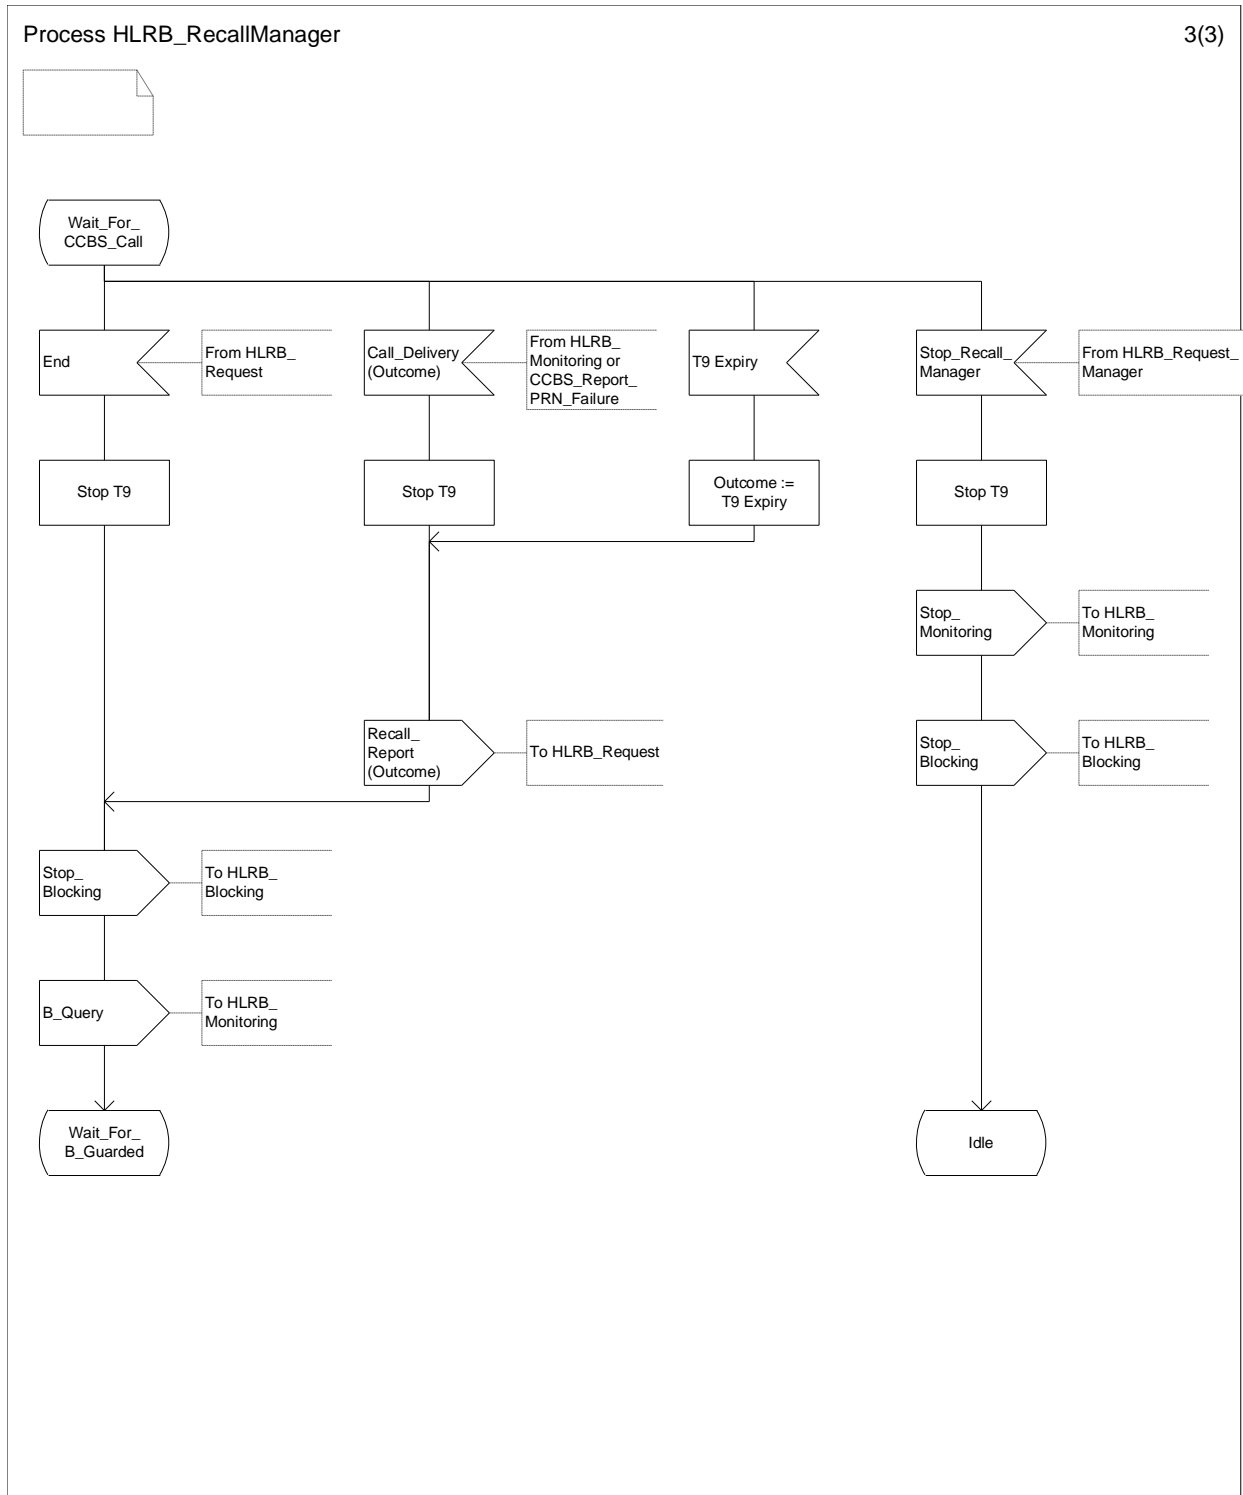 Process HLRB_RecallManager
3(3)
Wait_For_
CCBS_Call
End
From HLRB_
Request
Call_Delivery
(Outcome)
From HLRB_
Monitoring or
CCBS_Report_
PRN_Failure
T9 Expiry
Stop_Recall_
Manager
From HLRB_Request_
Manager
Stop T9
Stop T9
Outcome :=
T9 Expiry
Stop T9
Stop_
Monitoring
To HLRB_
Monitoring
Recall_
Report
(Outcome)
To HLRB_Request
Stop_
Blocking
To HLRB_
Blocking
Stop_
Blocking
To HLRB_
Blocking
B_Query
To HLRB_
Monitoring
Wait_For_
B_Guarded
Idle